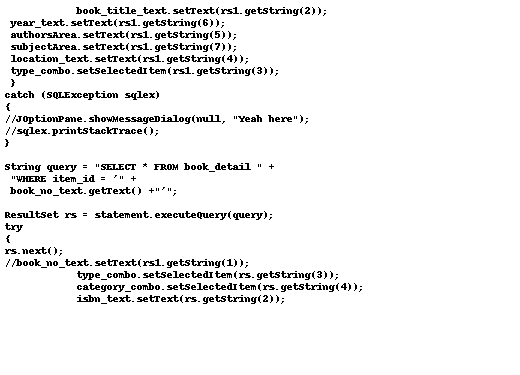 book_title_text.setText(rs1.getString(2));
year_text.setText(rs1.getString(6));
authorsArea.setText(rs1.getString(5));
subjectArea.setText(rs1.getString(7));
location_text.setText(rs1.getString(4));
type_combo.setSelectedItem(rs1.getString(3));
}
catch (SQLException sqlex)
{
//JOptionPane.showMessageDialog(null, "Yeah here");
//sqlex.printStackTrace();
}
String query = "SELECT * FROM book_detail " +
"WHERE item_id = '" +
book_no_text.getText() +"'";
ResultSet rs = statement.executeQuery(query);
try
{
rs.next();
//book_no_text.setText(rs1.getString(1));
type_combo.setSelectedItem(rs.getString(3));
category_combo.setSelectedItem(rs.getString(4));
isbn_text.setText(rs.getString(2));